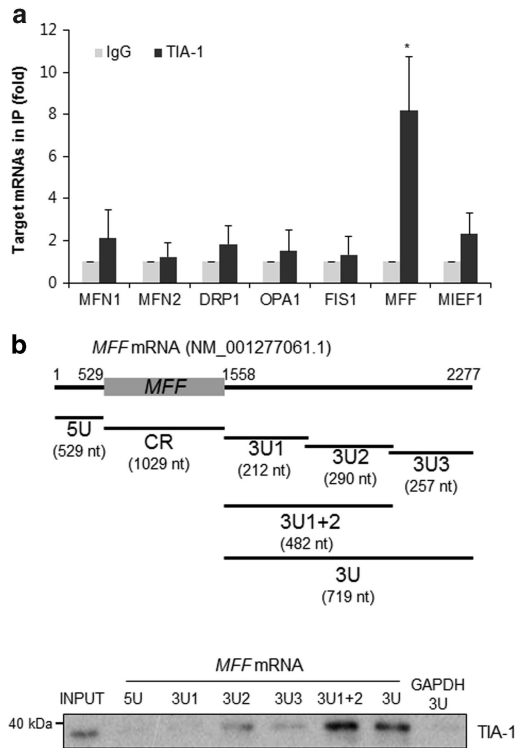 a
Target mRNAs in IP (fold)
12
10
8
6
4
2
0
IgG TIA-1
*
MFN1 MFN2 DRP1 OPA1 FIS1 MFF MIEF1
b
MFF mRNA (NM_001277061.1)
1 529 1558 2277
MFF
5U
(529 nt)
CR
(1029 nt)
3U1
(212 nt)
3U2
(290 nt)
3U3
(257 nt)
3U1+2
(482 nt)
3U
(719 nt)
MFF mRNA
INPUT 5U 3U1 3U2 3U3 3U1+2 3U GAPDH
3U
40 kDa
TIA-1